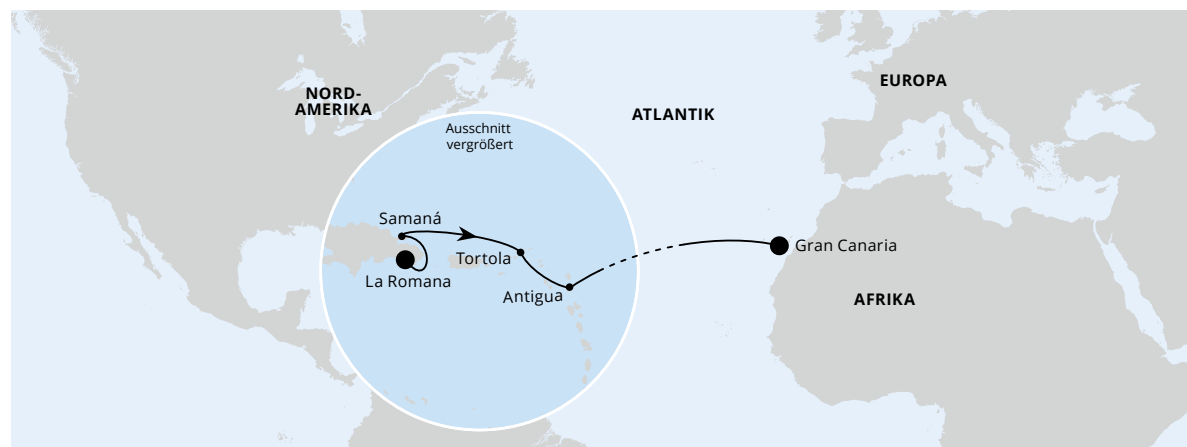 EUROPA
NORD-
AMERIKA
ATLANTIK
Ausschnitt
vergrößert
Samaná
Tortola
Gran Canaria
La Romana
Antigua
AFRIKA